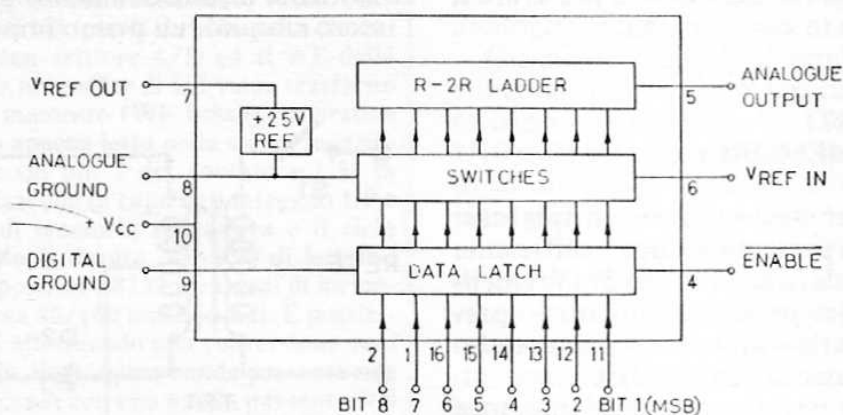 VREF OUT
7
R-2R LADDER
5
ANALOGUE
OUTPUT
+2.5V
REF
ANALOGUE
GROUND
8
SWITCHES
6
VREF IN
VCC
10
DIGITAL
GROUND
9
DATA LATCH
4
ENABLE
2 1 16 15 14 13 12 11
BIT 8 7 6 5 4 3 2 BIT 1(MSB)